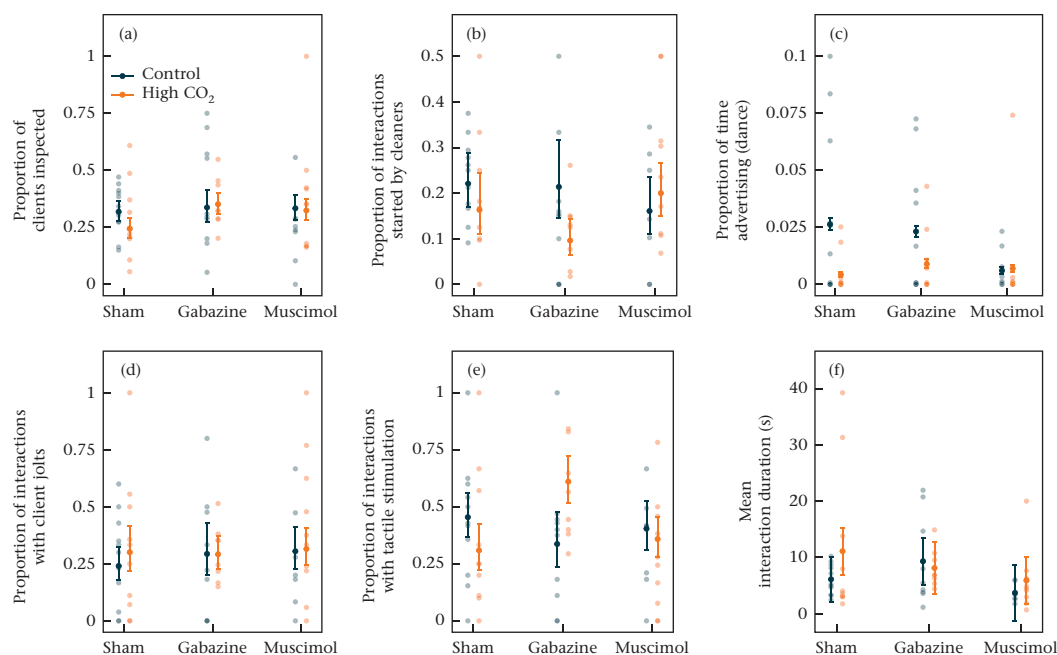 (a)
Proportion of
clients inspected
1
0.75
0.5
0.25
0
Control
High CO₂
Sham
Gabazine
Muscimol
(b)
Proportion of interactions
started by cleaners
0.5
0.4
0.3
0.2
0.1
0
Sham
Gabazine
Muscimol
(c)
Proportion of time
advertising (dance)
0.1
0.075
0.05
0.025
0
Sham
Gabazine
Muscimol
(d)
Proportion of interactions
with client jolts
1
0.75
0.5
0.25
0
Sham
Gabazine
Muscimol
(e)
Proportion of interactions
with tactile stimulation
1
0.75
0.5
0.25
0
Sham
Gabazine
Muscimol
(f)
Mean
interaction duration (s)
40
30
20
10
0
Sham
Gabazine
Muscimol